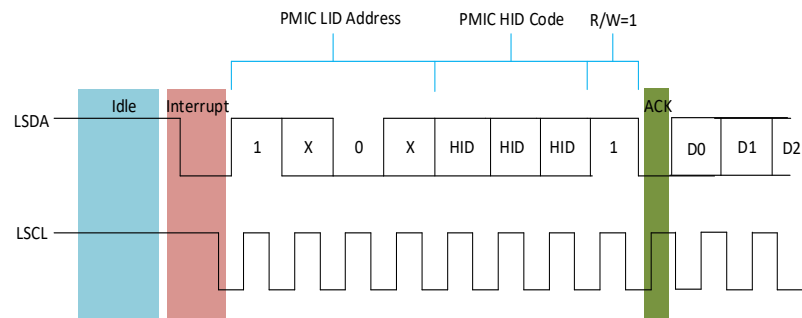 PMIC LID Address PMIC HID Code R/W=1
Idle Interrupt ACK
LSDA 1 X 0 X HID HID HID 1 D0 D1 D2
LSCL